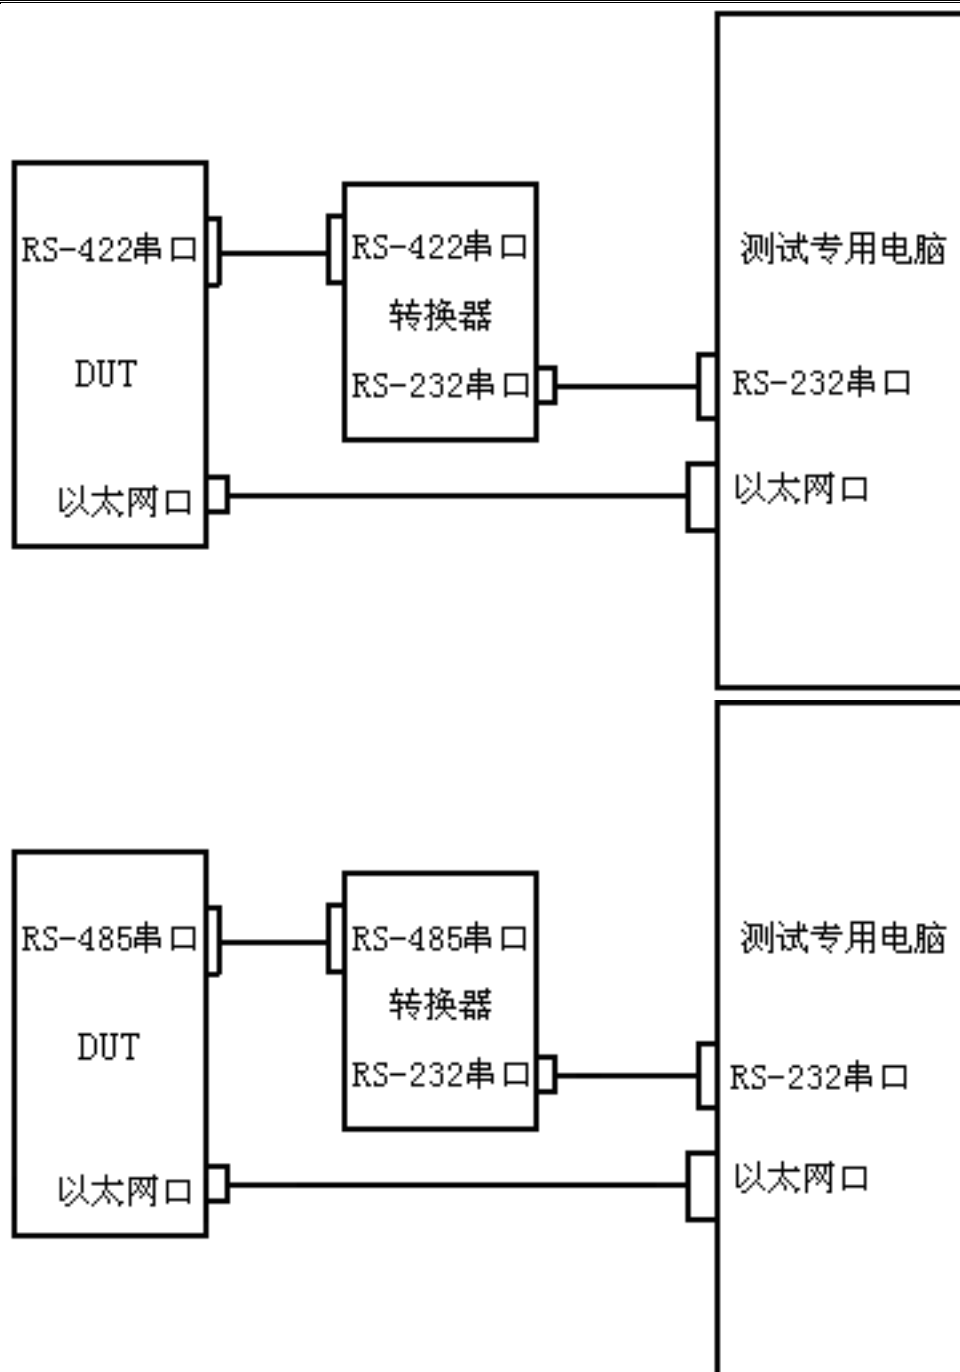 RS-422串口
RS-422串口
测试专用电脑
转换器
DUT
RS-232串口
RS-232串口
以太网口
以太网口
RS-485串口
RS-485串口
测试专用电脑
转换器
DUT
RS-232串口
RS-232串口
以太网口
以太网口